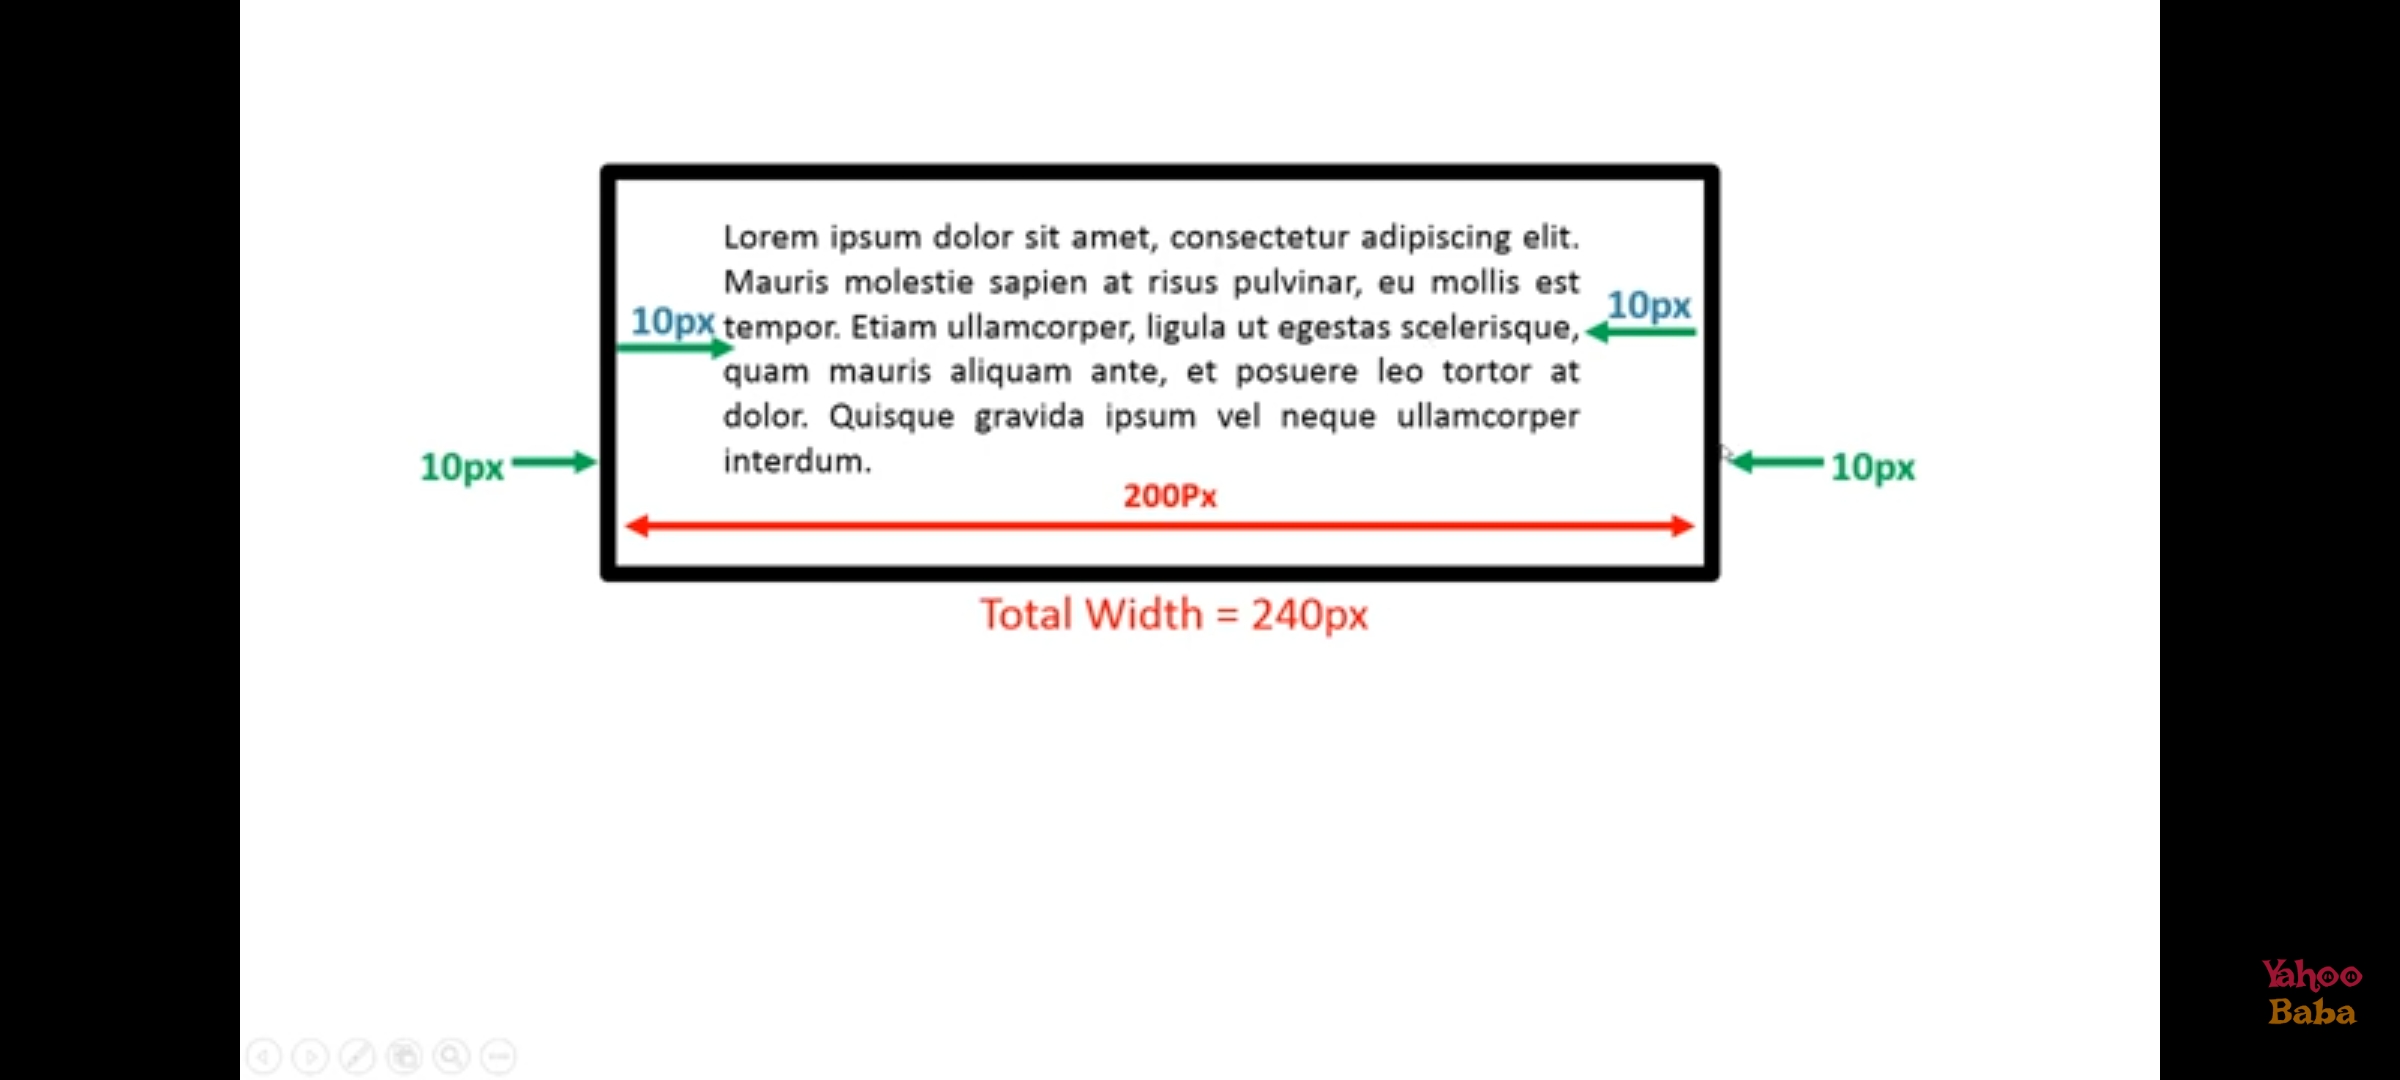 Lorem ipsum dolor sit amet, consectetur adipiscing elit.
Mauris molestie sapien at risus pulvinar, eu mollis est
10px
10px
tempor. Etiam ullamcorper, ligula ut egestas scelerisque,
quam mauris aliquam ante, et posuere leo tortor at
dolor. Quisque gravida ipsum vel neque ullamcorper
interdum.
10px
10px
200Px
Total Width = 240px
Yahoo
Baba